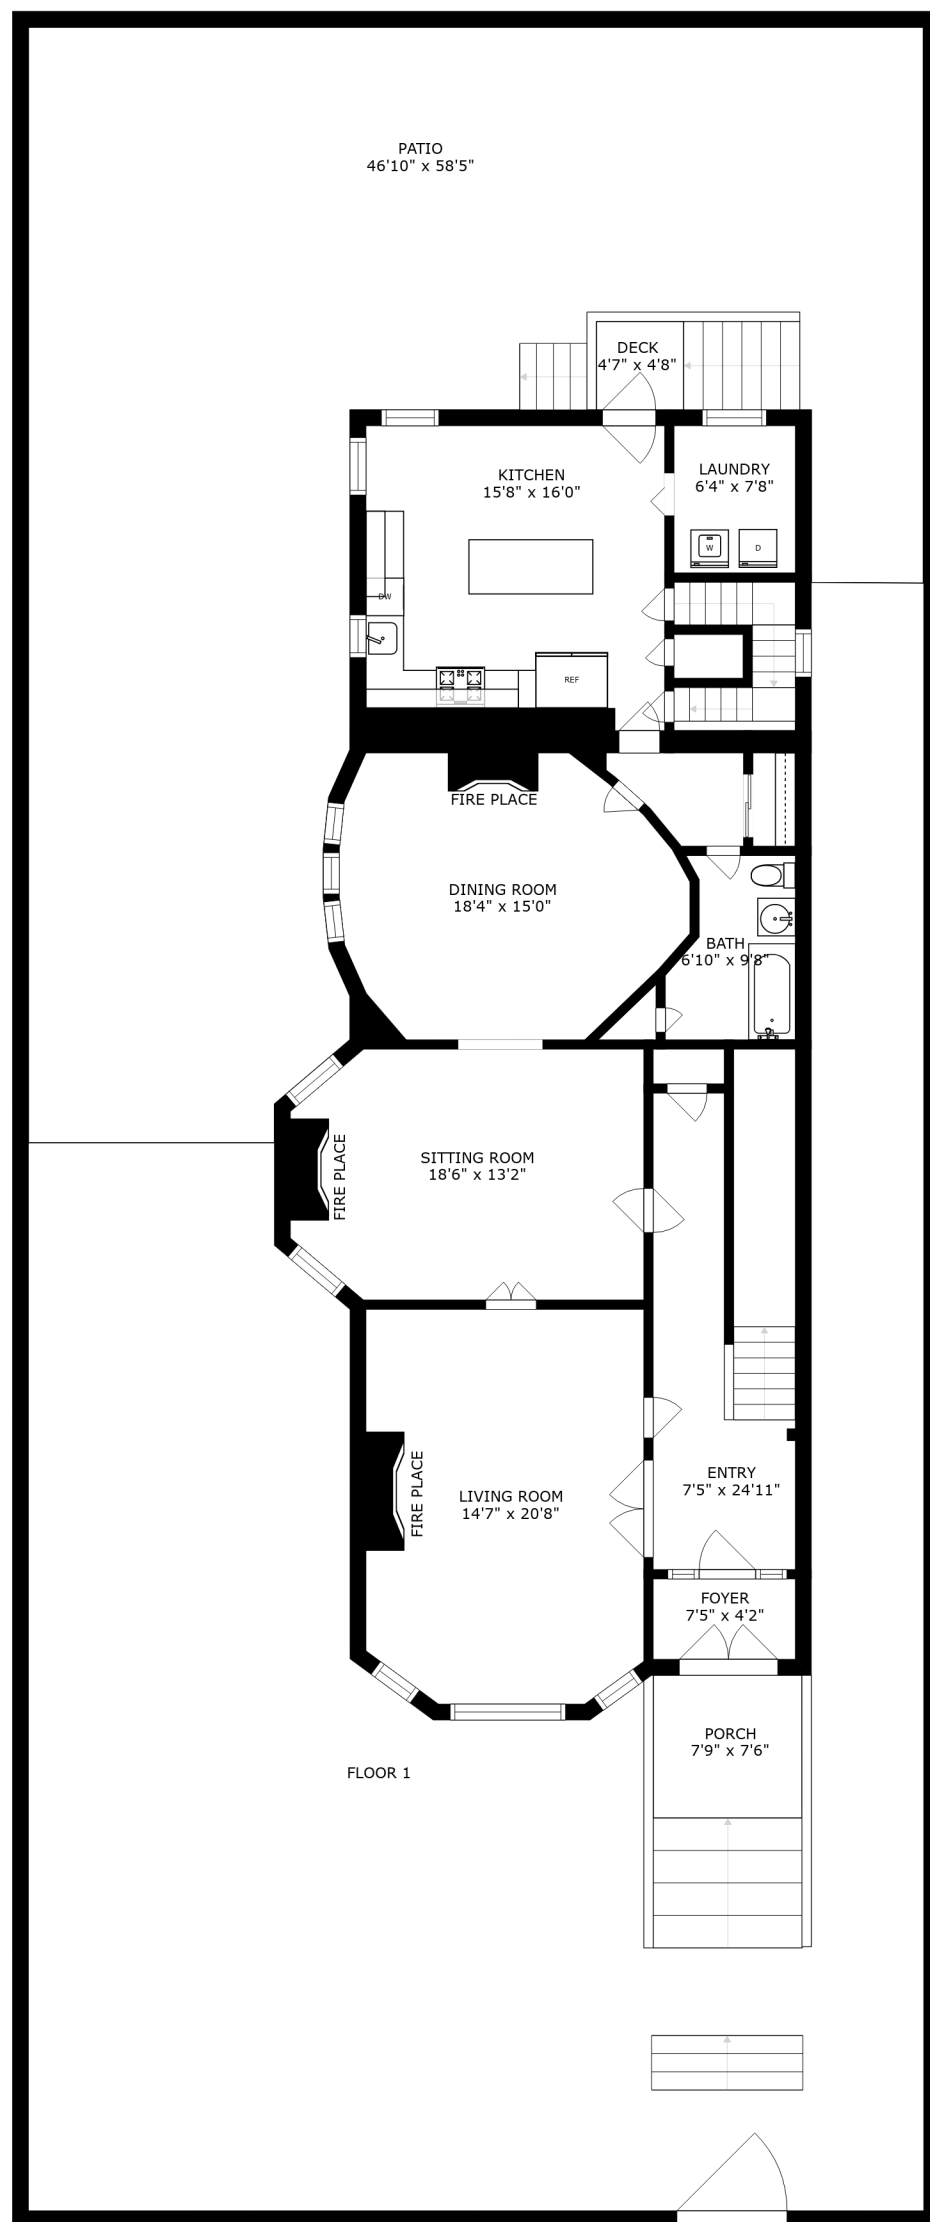 PATIO
46'10" x 58'5"
DECK
4'7" x 4'8"
KITCHEN
15'8" x 16'0"
LAUNDRY
6'4" x 7'8"
W
D
DW
REF
FIRE PLACE
DINING ROOM
18'4" x 15'0"
BATH
6'10" x 9'8"
SITTING ROOM
18'6" x 13'2"
FIRE PLACE
ENTRY
7'5" x 24'11"
LIVING ROOM
14'7" x 20'8"
FIRE PLACE
FOYER
7'5" x 4'2"
PORCH
7'9" x 7'6"
FLOOR 1